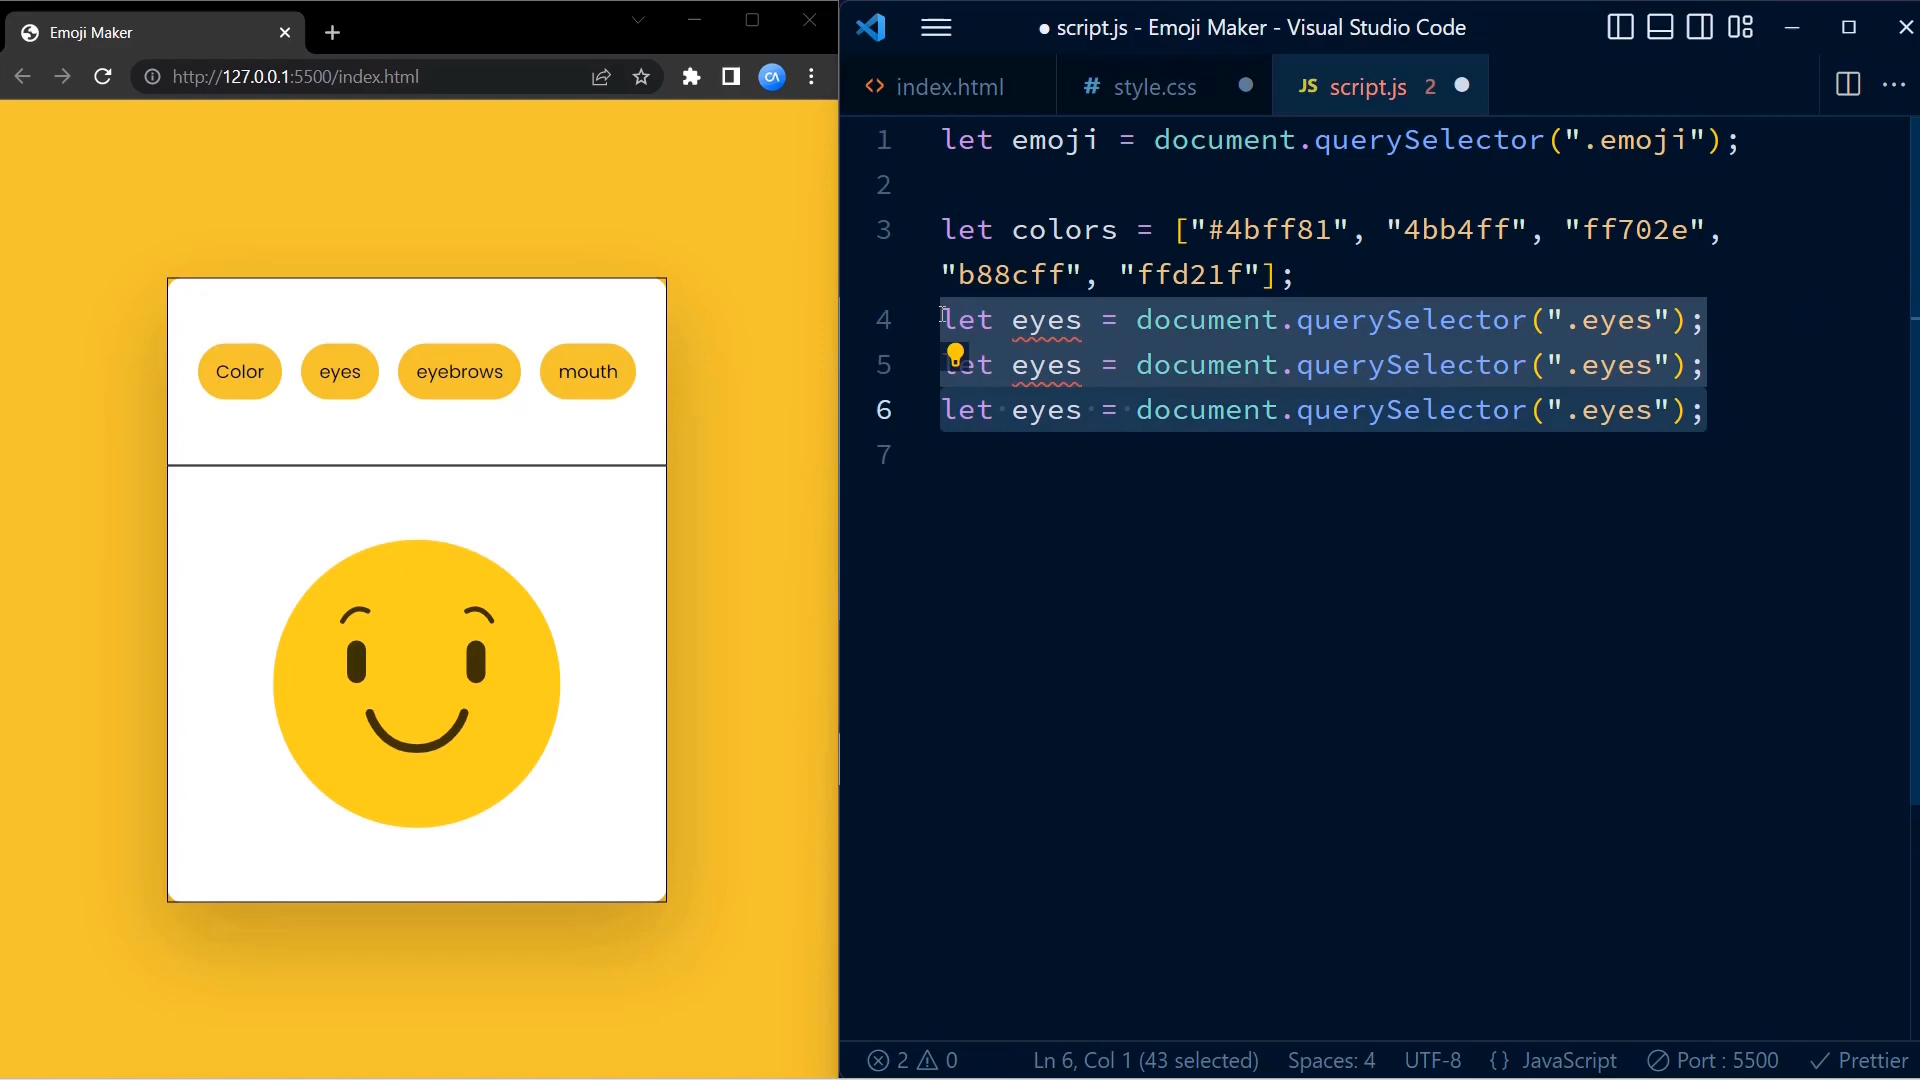 Emoji Maker
http://127.0.0.1:5500/index.html
CA
Color
eyes
eyebrows
mouth
● script.js - Emoji Maker - Visual Studio Code
<> index.html
# style.css ●
JS script.js 2 ●
1 let emoji = document.querySelector(".emoji");
2
3 let colors = ["#4bff81", "4bb4ff", "ff702e",
"b88cff", "ffd21f"];
4 let eyes = document.querySelector(".eyes");
5 let eyes = document.querySelector(".eyes");
6 let eyes = document.querySelector(".eyes");
7
2 0 Ln 6, Col 1 (43 selected) Spaces: 4 UTF-8 {} JavaScript Port : 5500 Prettier